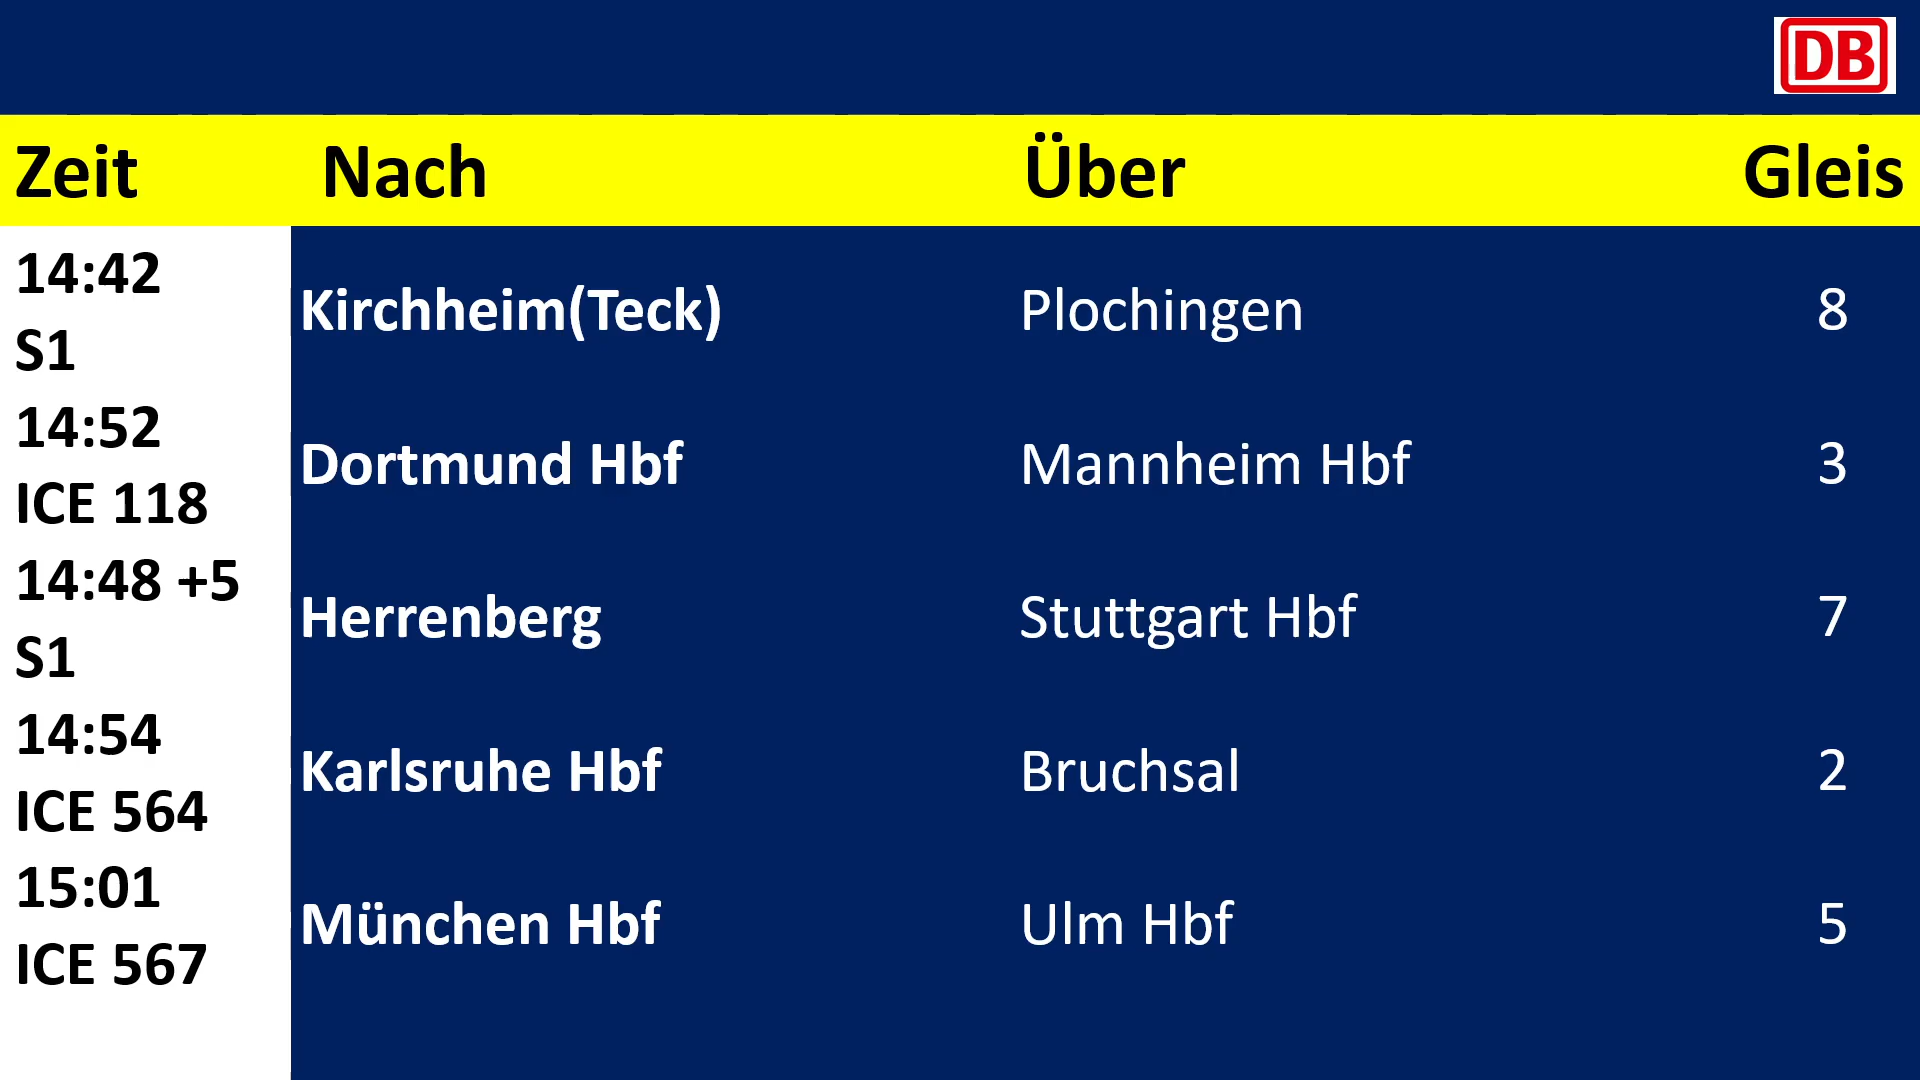 DB
Zeit Nach Über Gleis
14:42
S1
Kirchheim(Teck) Plochingen 8
14:52
ICE 118
Dortmund Hbf Mannheim Hbf 3
14:48 +5
S1
Herrenberg Stuttgart Hbf 7
14:54
ICE 564
Karlsruhe Hbf Bruchsal 2
15:01
ICE 567
München Hbf Ulm Hbf 5